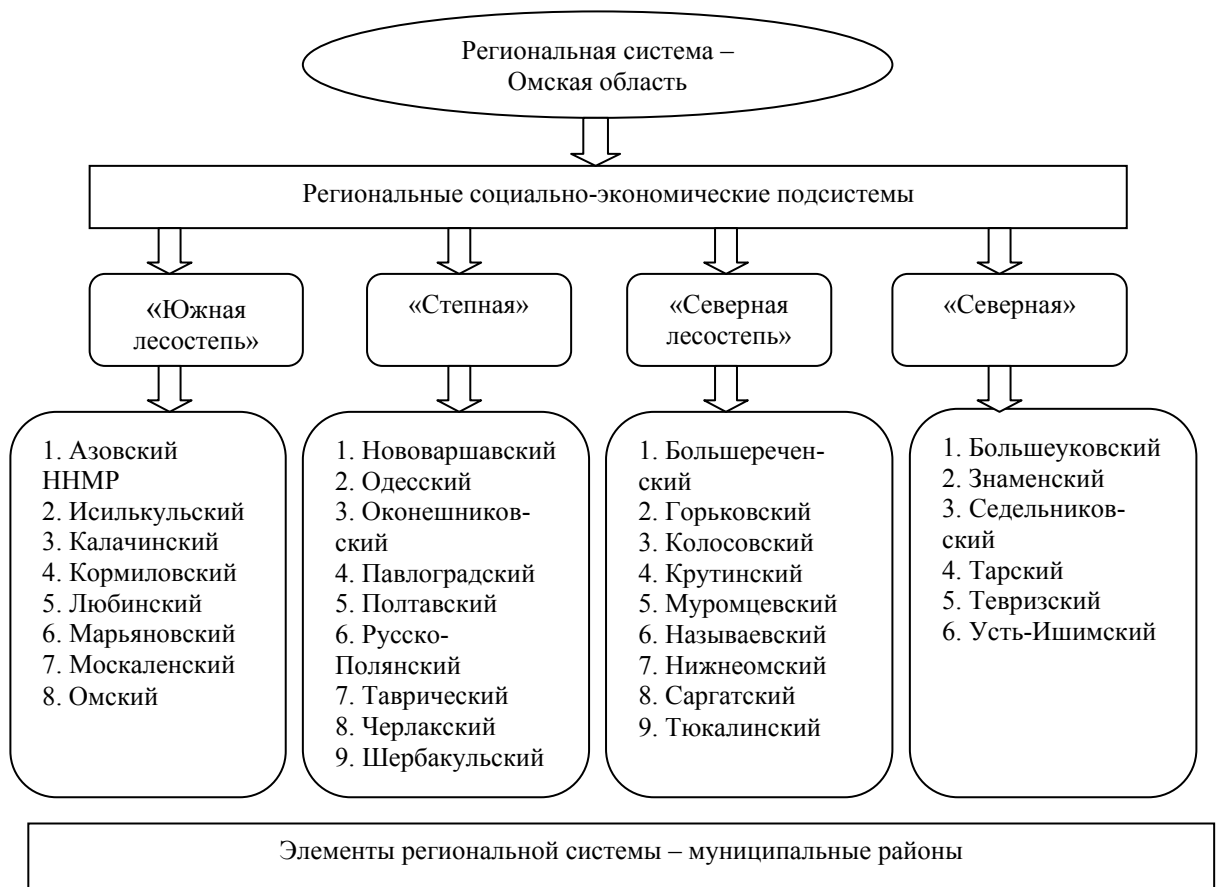 Региональная система –
Омская область
Региональные социально-экономические подсистемы
«Южная
лесостепь»
«Степная»
«Северная
лесостепь»
«Северная»
1. Азовский
ННМР
2. Исилькульский
3. Калачинский
4. Кормиловский
5. Любинский
6. Марьяновский
7. Москаленский
8. Омский
1. Нововаршавский
2. Одесский
3. Оконешников-
ский
4. Павлоградский
5. Полтавский
6. Русско-
Полянский
7. Таврический
8. Черлакский
9. Шербакульский
1. Большеречен-
ский
2. Горьковский
3. Колосовский
4. Крутинский
5. Муромцевский
6. Называевский
7. Нижнеомский
8. Саргатский
9. Тюкалинский
1. Большеуковский
2. Знаменский
3. Седельников-
ский
4. Тарский
5. Тевризский
6. Усть-Ишимский
Элементы региональной системы – муниципальные районы